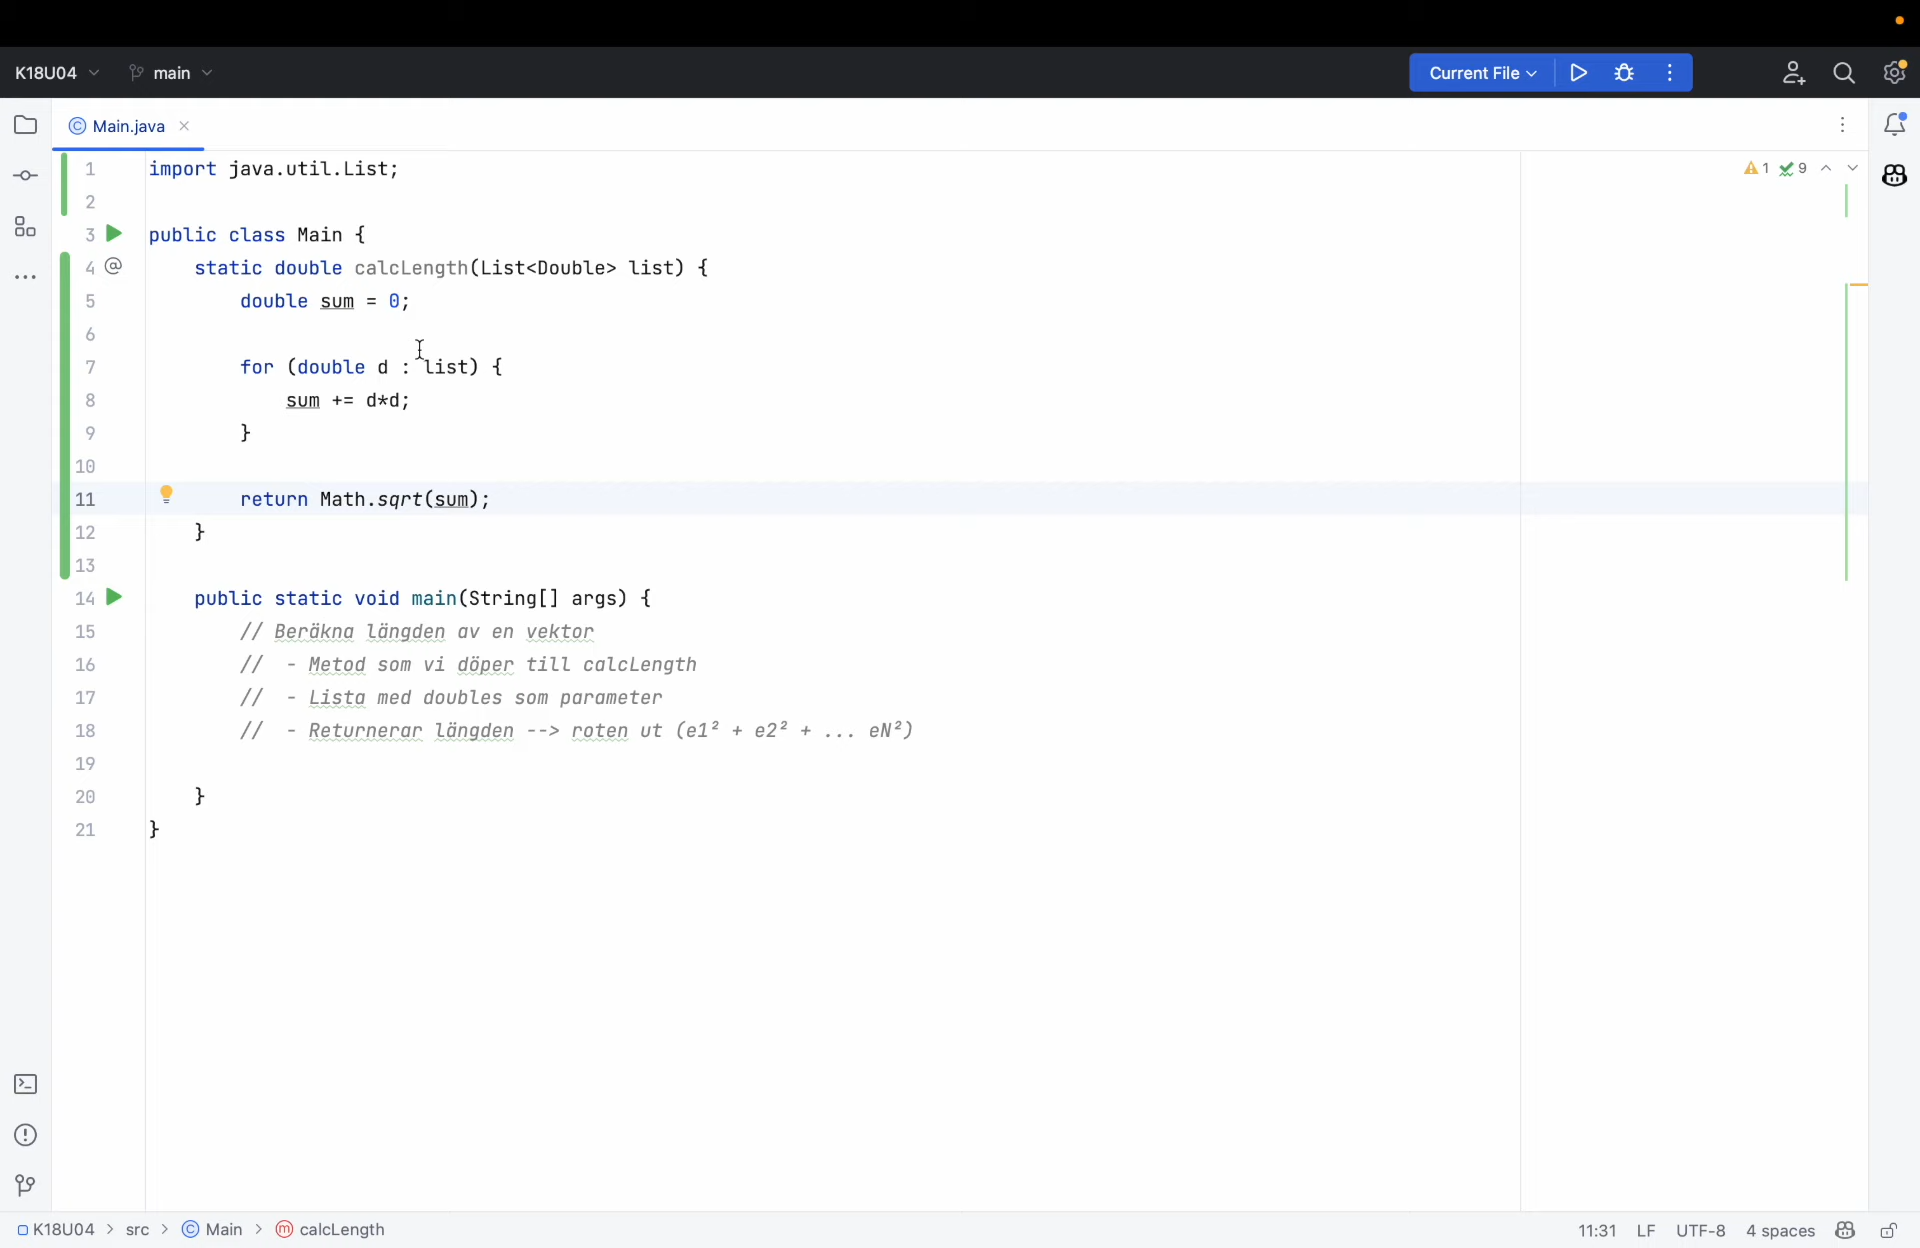 K18U04 main Current File
Main.java
1 import java.util.List; 1 9
2
3 public class Main {
4 @ static double calcLength(List<Double> list) {
5 double sum = 0;
6
7 for (double d : list) {
8 sum += d*d;
9 }
10
11 return Math.sqrt(sum);
12 }
13
14 public static void main(String[] args) {
15 // Beräkna längden av en vektor
16 // - Metod som vi döper till calcLength
17 // - Lista med doubles som parameter
18 // - Returnerar längden --> roten ut (e1² + e2² + ... eN²)
19
20 }
21 }
K18U04 > src > Main > calcLength 11:31 LF UTF-8 4 spaces